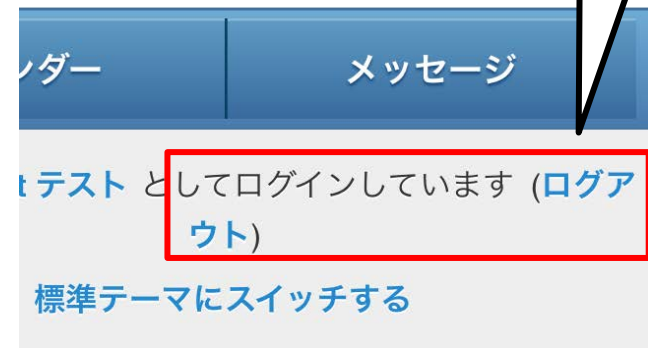 ンダー
メッセージ
t テスト としてログインしています (ログア
ウト)
標準テーマにスイッチする